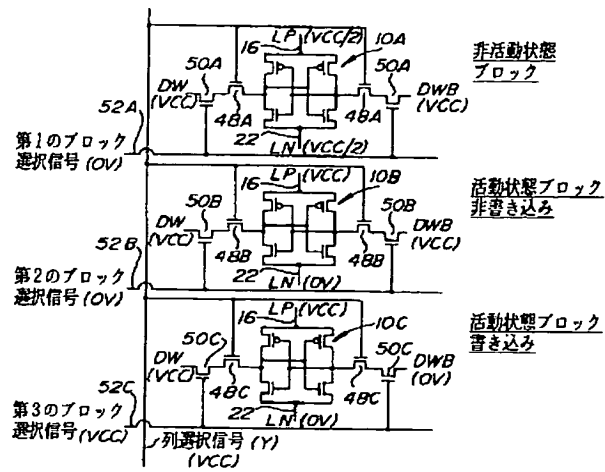 LP (VCC/2)
16
10A
非活動状態
ブロック
50A
50A
DW
(VCC)
48A
48A
DWB
(VCC)
52A
第1のブロック
選択信号 (0V)
22
LN (VCC/2)
LP (VCC)
16
10B
活動状態ブロック
非書き込み
50B
50B
DW
(VCC)
48B
48B
DWB
(VCC)
52B
第2のブロック
選択信号 (0V)
22
LN (0V)
LP (VCC)
16
10C
活動状態ブロック
書き込み
50C
50C
DW
(VCC)
48C
48C
DWB
(0V)
52C
第3のブロック
選択信号 (VCC)
22
LN (0V)
列選択信号 (Y)
(VCC)